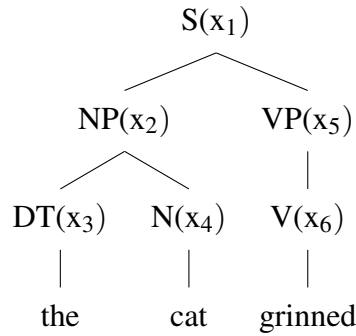 S(x₁)
NP(x₂) VP(x₅)
DT(x₃) N(x₄) V(x₆)
the cat grinned